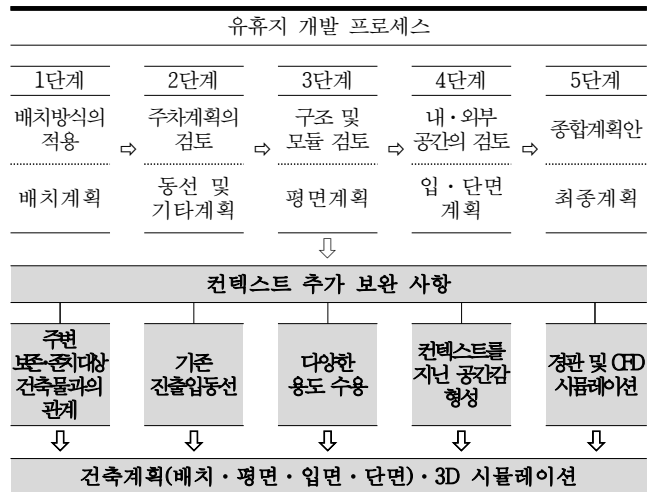 유휴지 개발 프로세스
1단계 2단계 3단계 4단계 5단계
배치방식의 적용 ⇨ 주차계획의 검토 ⇨ 구조 및 모듈 검토 ⇨ 내·외부 공간의 검토 ⇨ 종합계획안
배치계획 동선 및 기타계획 평면계획 입·단면 계획 최종계획
컨텍스트 추가 보완 사항
주변
보존·존치대상
건축물과의
관계
기존
진출입동선
다양한
용도 수용
컨텍스트를
지닌 공간감
형성
경관 및 CFD
시뮬레이션
건축계획(배치·평면·입면·단면)·3D 시뮬레이션